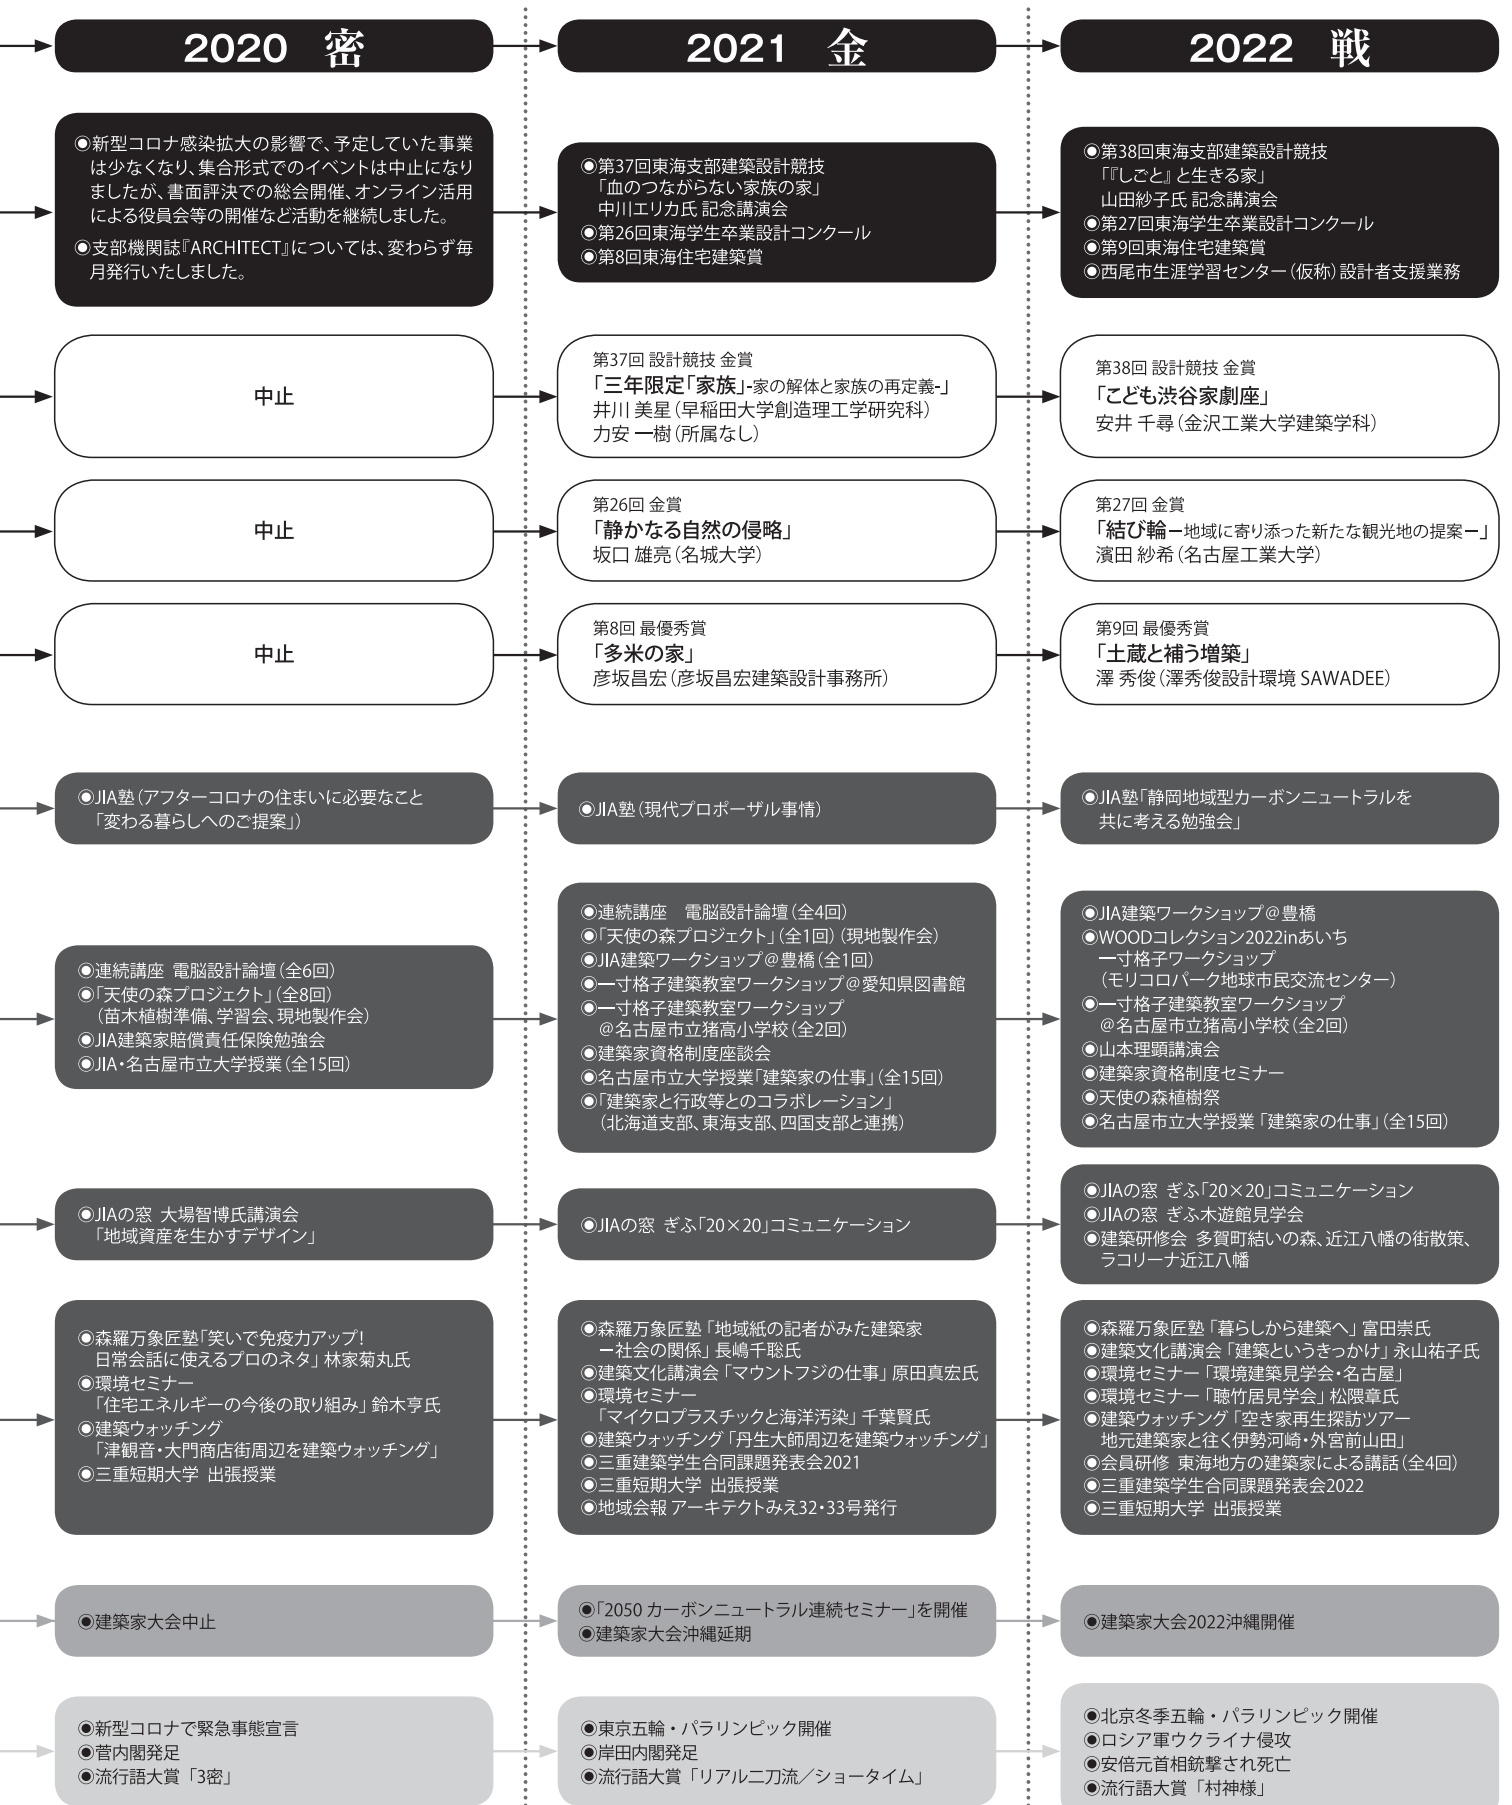 2020 密
2021 金
2022 戦
◉新型コロナ感染拡大の影響で、予定していた事業
は少なくなり、集合形式でのイベントは中止になり
ましたが、書面評決での総会開催、オンライン活用
による役員会等の開催など活動を継続しました。
◉支部機関誌『ARCHITECT』については、変わらず毎
月発行いたしました。
◉第37回東海支部建築設計競技
「血のつながらない家族の家」
中川エリカ氏 記念講演会
◉第26回東海学生卒業設計コンクール
◉第8回東海住宅建築賞
◉第38回東海支部建築設計競技
「『しごと』と生きる家」
山田紗子氏 記念講演会
◉第27回東海学生卒業設計コンクール
◉第9回東海住宅建築賞
◉西尾市生涯学習センター（仮称）設計者支援業務
中止
第37回 設計競技 金賞
「三年限定「家族」-家の解体と家族の再定義-」
井川 美星（早稲田大学創造理工学研究科）
力安 一樹（所属なし）
第38回 設計競技 金賞
「こども渋谷家劇座」
安井 千尋（金沢工業大学建築学科）
中止
第26回 金賞
「静かなる自然の侵略」
坂口 雄亮（名城大学）
第27回 金賞
「結び輪－地域に寄り添った新たな観光地の提案－」
濱田 紗希（名古屋工業大学）
中止
第8回 最優秀賞
「多米の家」
彦坂昌宏（彦坂昌宏建築設計事務所）
第9回 最優秀賞
「土蔵と補う増築」
澤 秀俊（澤秀俊設計環境 SAWADEE）
◉JIA塾（アフターコロナの住まいに必要なこと
「変わる暮らしへのご提案」）
◉JIA塾（現代プロポーザル事情）
◉JIA塾「静岡地域型カーボンニュートラルを
共に考える勉強会」
◉連続講座 電脳設計論壇（全6回）
◉「天使の森プロジェクト」（全8回）
（苗木植樹準備、学習会、現地製作会）
◉JIA建築家賠償責任保険勉強会
◉JIA・名古屋市立大学授業（全15回）
◉連続講座　電脳設計論壇（全4回）
◉「天使の森プロジェクト」（全1回）（現地製作会）
◉JIA建築ワークショップ＠豊橋（全1回）
◉一寸格子建築教室ワークショップ＠愛知県図書館
◉一寸格子建築教室ワークショップ
＠名古屋市立猪高小学校（全2回）
◉建築家資格制度座談会
◉名古屋市立大学授業「建築家の仕事」（全15回）
◉「建築家と行政等とのコラボレーション」
（北海道支部、東海支部、四国支部と連携）
◉JIA建築ワークショップ＠豊橋
◉WOODコレクション2022inあいち
一寸格子ワークショップ
（モリコロパーク地球市民交流センター）
◉一寸格子建築教室ワークショップ
＠名古屋市立猪高小学校（全2回）
◉山本理顕講演会
◉建築家資格制度セミナー
◉天使の森植樹祭
◉名古屋市立大学授業「建築家の仕事」（全15回）
◉JIAの窓 大場智博氏講演会
「地域資産を生かすデザイン」
◉JIAの窓 ぎふ「20×20」コミュニケーション
◉JIAの窓 ぎふ「20×20」コミュニケーション
◉JIAの窓 ぎふ木遊館見学会
◉建築研修会 多賀町結いの森、近江八幡の街散策、
ラコリーナ近江八幡
◉森羅万象匠塾「笑いで免疫力アップ！
日常会話に使えるプロのネタ」林家菊丸氏
◉環境セミナー
「住宅エネルギーの今後の取り組み」鈴木亨氏
◉建築ウォッチング
「津観音・大門商店街周辺を建築ウォッチング」
◉三重短期大学 出張授業
◉森羅万象匠塾「地域紙の記者がみた建築家
－社会の関係」長嶋千聡氏
◉建築文化講演会「マウントフジの仕事」原田真宏氏
◉環境セミナー
「マイクロプラスチックと海洋汚染」千葉賢氏
◉建築ウォッチング「丹生大師周辺を建築ウォッチング」
◉三重建築学生合同課題発表会2021
◉三重短期大学 出張授業
◉地域会報 アーキテクトみえ32・33号発行
◉森羅万象匠塾「暮らしから建築へ」富田崇氏
◉建築文化講演会「建築というきっかけ」永山祐子氏
◉環境セミナー「環境建築見学会・名古屋」
◉環境セミナー「聴竹居見学会」松隈章氏
◉建築ウォッチング「空き家再生探訪ツアー
地元建築家と往く伊勢河崎・外宮前山田」
◉会員研修 東海地方の建築家による講話（全4回）
◉三重建築学生合同課題発表会2022
◉三重短期大学 出張授業
◉建築家大会中止
◉「2050 カーボンニュートラル連続セミナー」を開催
◉建築家大会沖縄延期
◉建築家大会2022沖縄開催
◉新型コロナで緊急事態宣言
◉菅内閣発足
◉流行語大賞「3密」
◉東京五輪・パラリンピック開催
◉岸田内閣発足
◉流行語大賞「リアル二刀流／ショータイム」
◉北京冬季五輪・パラリンピック開催
◉ロシア軍ウクライナ侵攻
◉安倍元首相銃撃され死亡
◉流行語大賞「村神様」